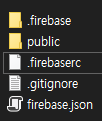 .firebase
public
.firebaserc
.gitignore
firebase.json